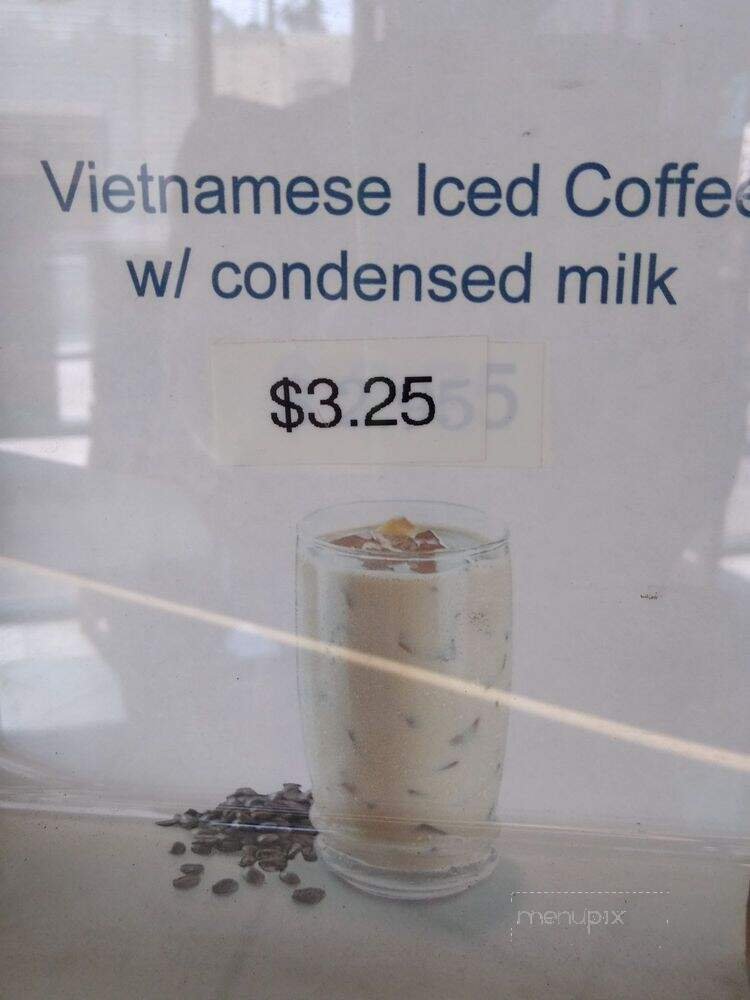 Vietnamese Iced Coffee
w/ condensed milk
$3.25
menupix